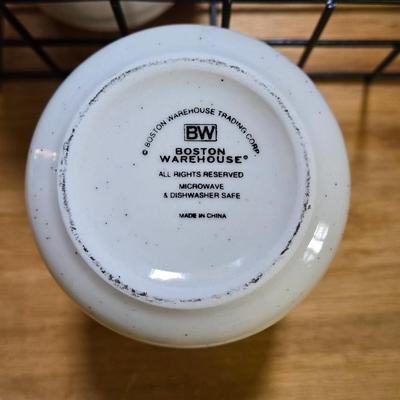 © BOSTON WAREHOUSE TRADING CORP.
BW
BOSTON
WAREHOUSE®
ALL RIGHTS RESERVED
MICROWAVE
& DISHWASHER SAFE
MADE IN CHINA